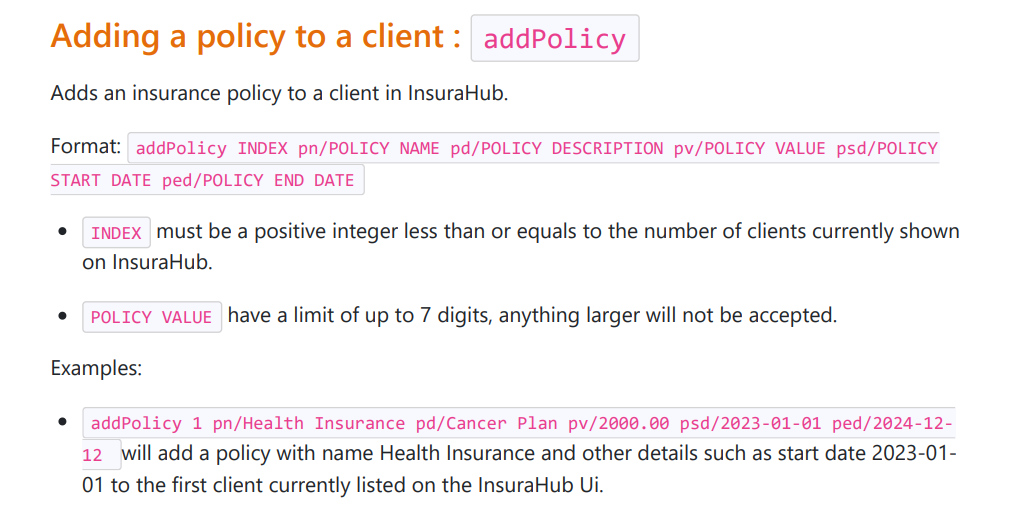 Adding a policy to a client : addPolicy
Adds an insurance policy to a client in InsuraHub.
Format: addPolicy INDEX pn/POLICY NAME pd/POLICY DESCRIPTION pv/POLICY VALUE psd/POLICY
START DATE ped/POLICY END DATE
• INDEX must be a positive integer less than or equals to the number of clients currently shown
on InsuraHub.
• POLICY VALUE have a limit of up to 7 digits, anything larger will not be accepted.
Examples:
• addPolicy 1 pn/Health Insurance pd/Cancer Plan pv/2000.00 psd/2023-01-01 ped/2024-12-
12 will add a policy with name Health Insurance and other details such as start date 2023-01-
01 to the first client currently listed on the InsuraHub Ui.